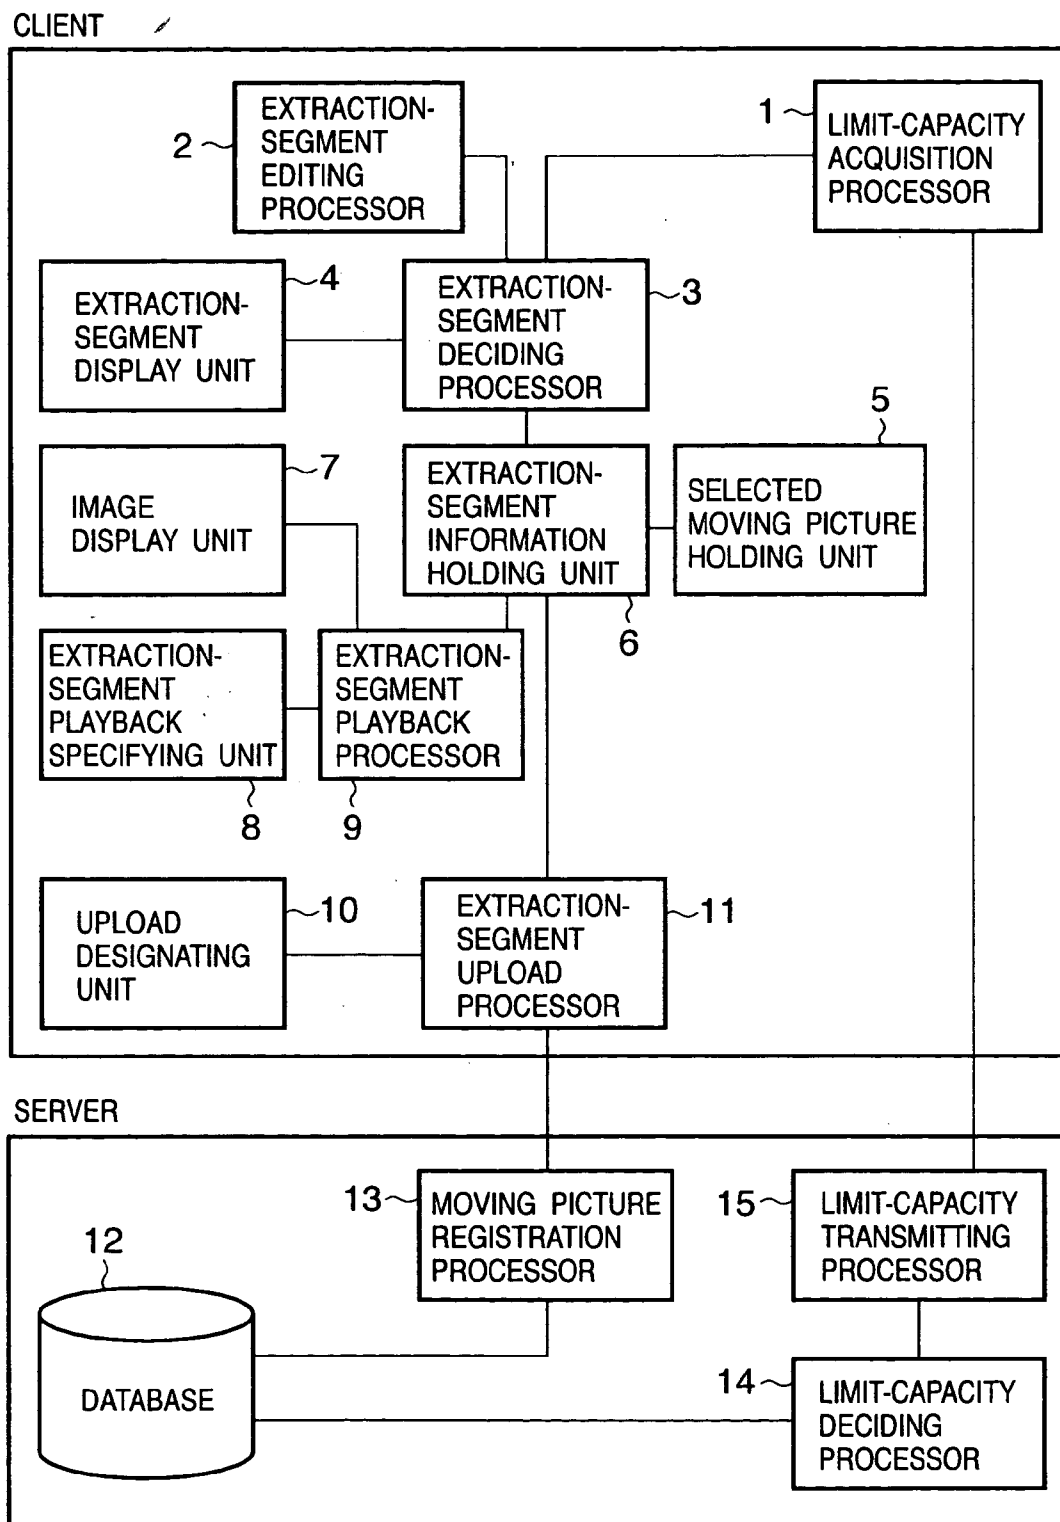 CLIENT
2
EXTRACTION-
SEGMENT
EDITING
PROCESSOR
1
LIMIT-CAPACITY
ACQUISITION
PROCESSOR
4
EXTRACTION-
SEGMENT
DISPLAY UNIT
EXTRACTION-
SEGMENT
DECIDING
PROCESSOR
3
7
IMAGE
DISPLAY UNIT
EXTRACTION-
SEGMENT
INFORMATION
HOLDING UNIT
6
5
SELECTED
MOVING PICTURE
HOLDING UNIT
EXTRACTION-
SEGMENT
PLAYBACK
SPECIFYING UNIT
8
EXTRACTION-
SEGMENT
PLAYBACK
PROCESSOR
9
10
UPLOAD
DESIGNATING
UNIT
EXTRACTION-
SEGMENT
UPLOAD
PROCESSOR
11
SERVER
13
MOVING PICTURE
REGISTRATION
PROCESSOR
15
LIMIT-CAPACITY
TRANSMITTING
PROCESSOR
12
DATABASE
14
LIMIT-CAPACITY
DECIDING
PROCESSOR